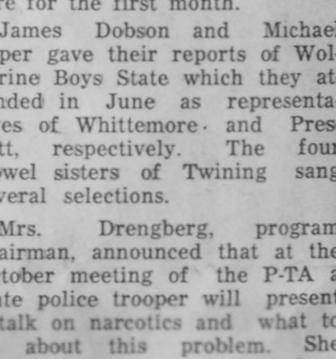 re for the first month.
James Dobson and Michael
per gave their reports of Wol-
rine Boys State which they at-
nded in June as representa-
es of Whittemore and Pres-
tt, respectively. The four
owel sisters of Twining sang
veral selections.
Mrs. Drengberg, program
airman, announced that at the
tober meeting of the P-TA a
ate police trooper will present
talk on narcotics and what to
about this problem. She